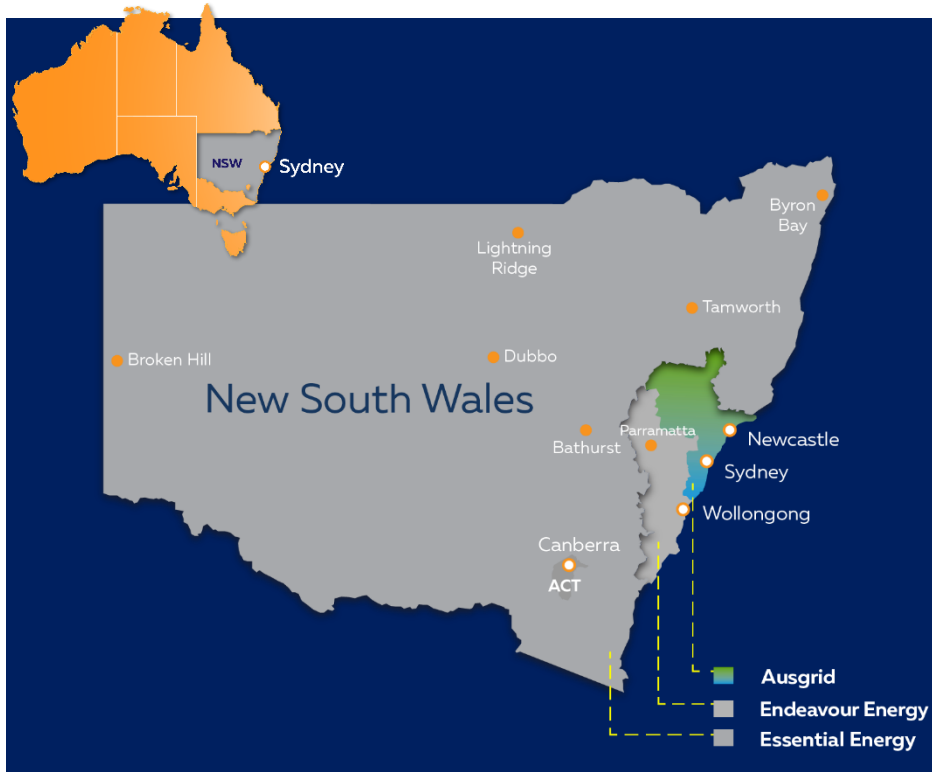 NSW
Sydney
Byron
Bay
Lightning
Ridge
Tamworth
Broken Hill
Dubbo
New South Wales
Parramatta
Bathurst
Newcastle
Sydney
Wollongong
Canberra
ACT
Ausgrid
Endeavour Energy
Essential Energy